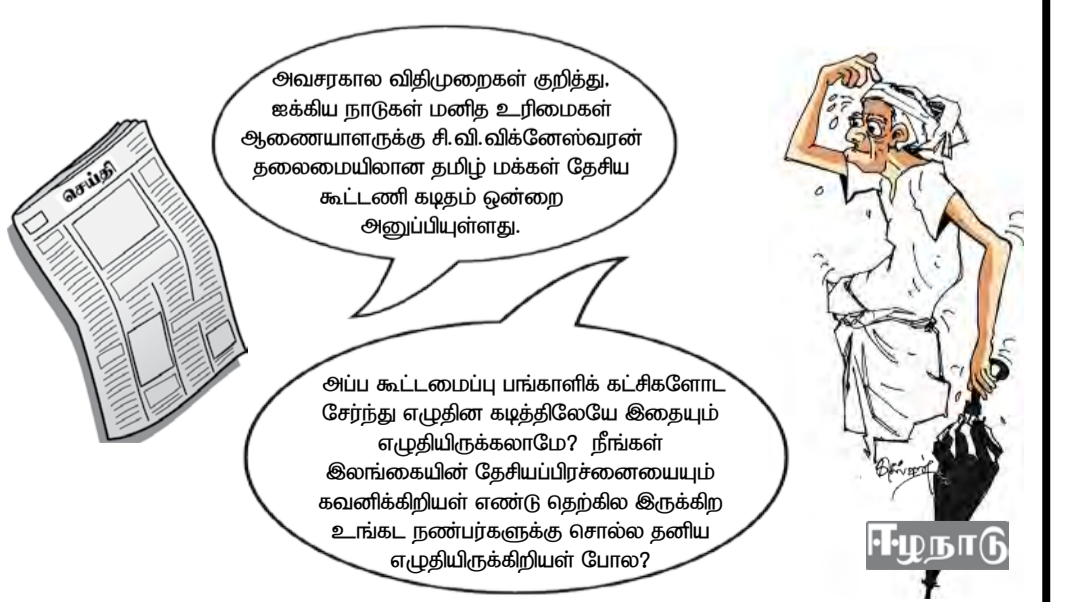 செய்தி
அவசரகால விதிமுறைகள் குறித்து,
ஐக்கிய நாடுகள் மனித உரிமைகள்
ஆணையாளருக்கு சி.வி.விக்னேஸ்வரன்
தலைமையிலான தமிழ் மக்கள் தேசிய
கூட்டணி கடிதம் ஒன்றை
அனுப்பியுள்ளது.
அப்ப கூட்டமைப்பு பங்காளிக் கட்சிகளோட
சேர்ந்து எழுதின கடித்திலேயே இதையும்
எழுதியிருக்கலாமே? நீங்கள்
இலங்கையின் தேசியப்பிரச்னையையும்
கவனிக்கிறியள் எண்டு தெற்கில இருக்கிற
உங்கட நண்பர்களுக்கு சொல்ல தனிய
எழுதியிருக்கிறியள் போல?
ஈழநாடு